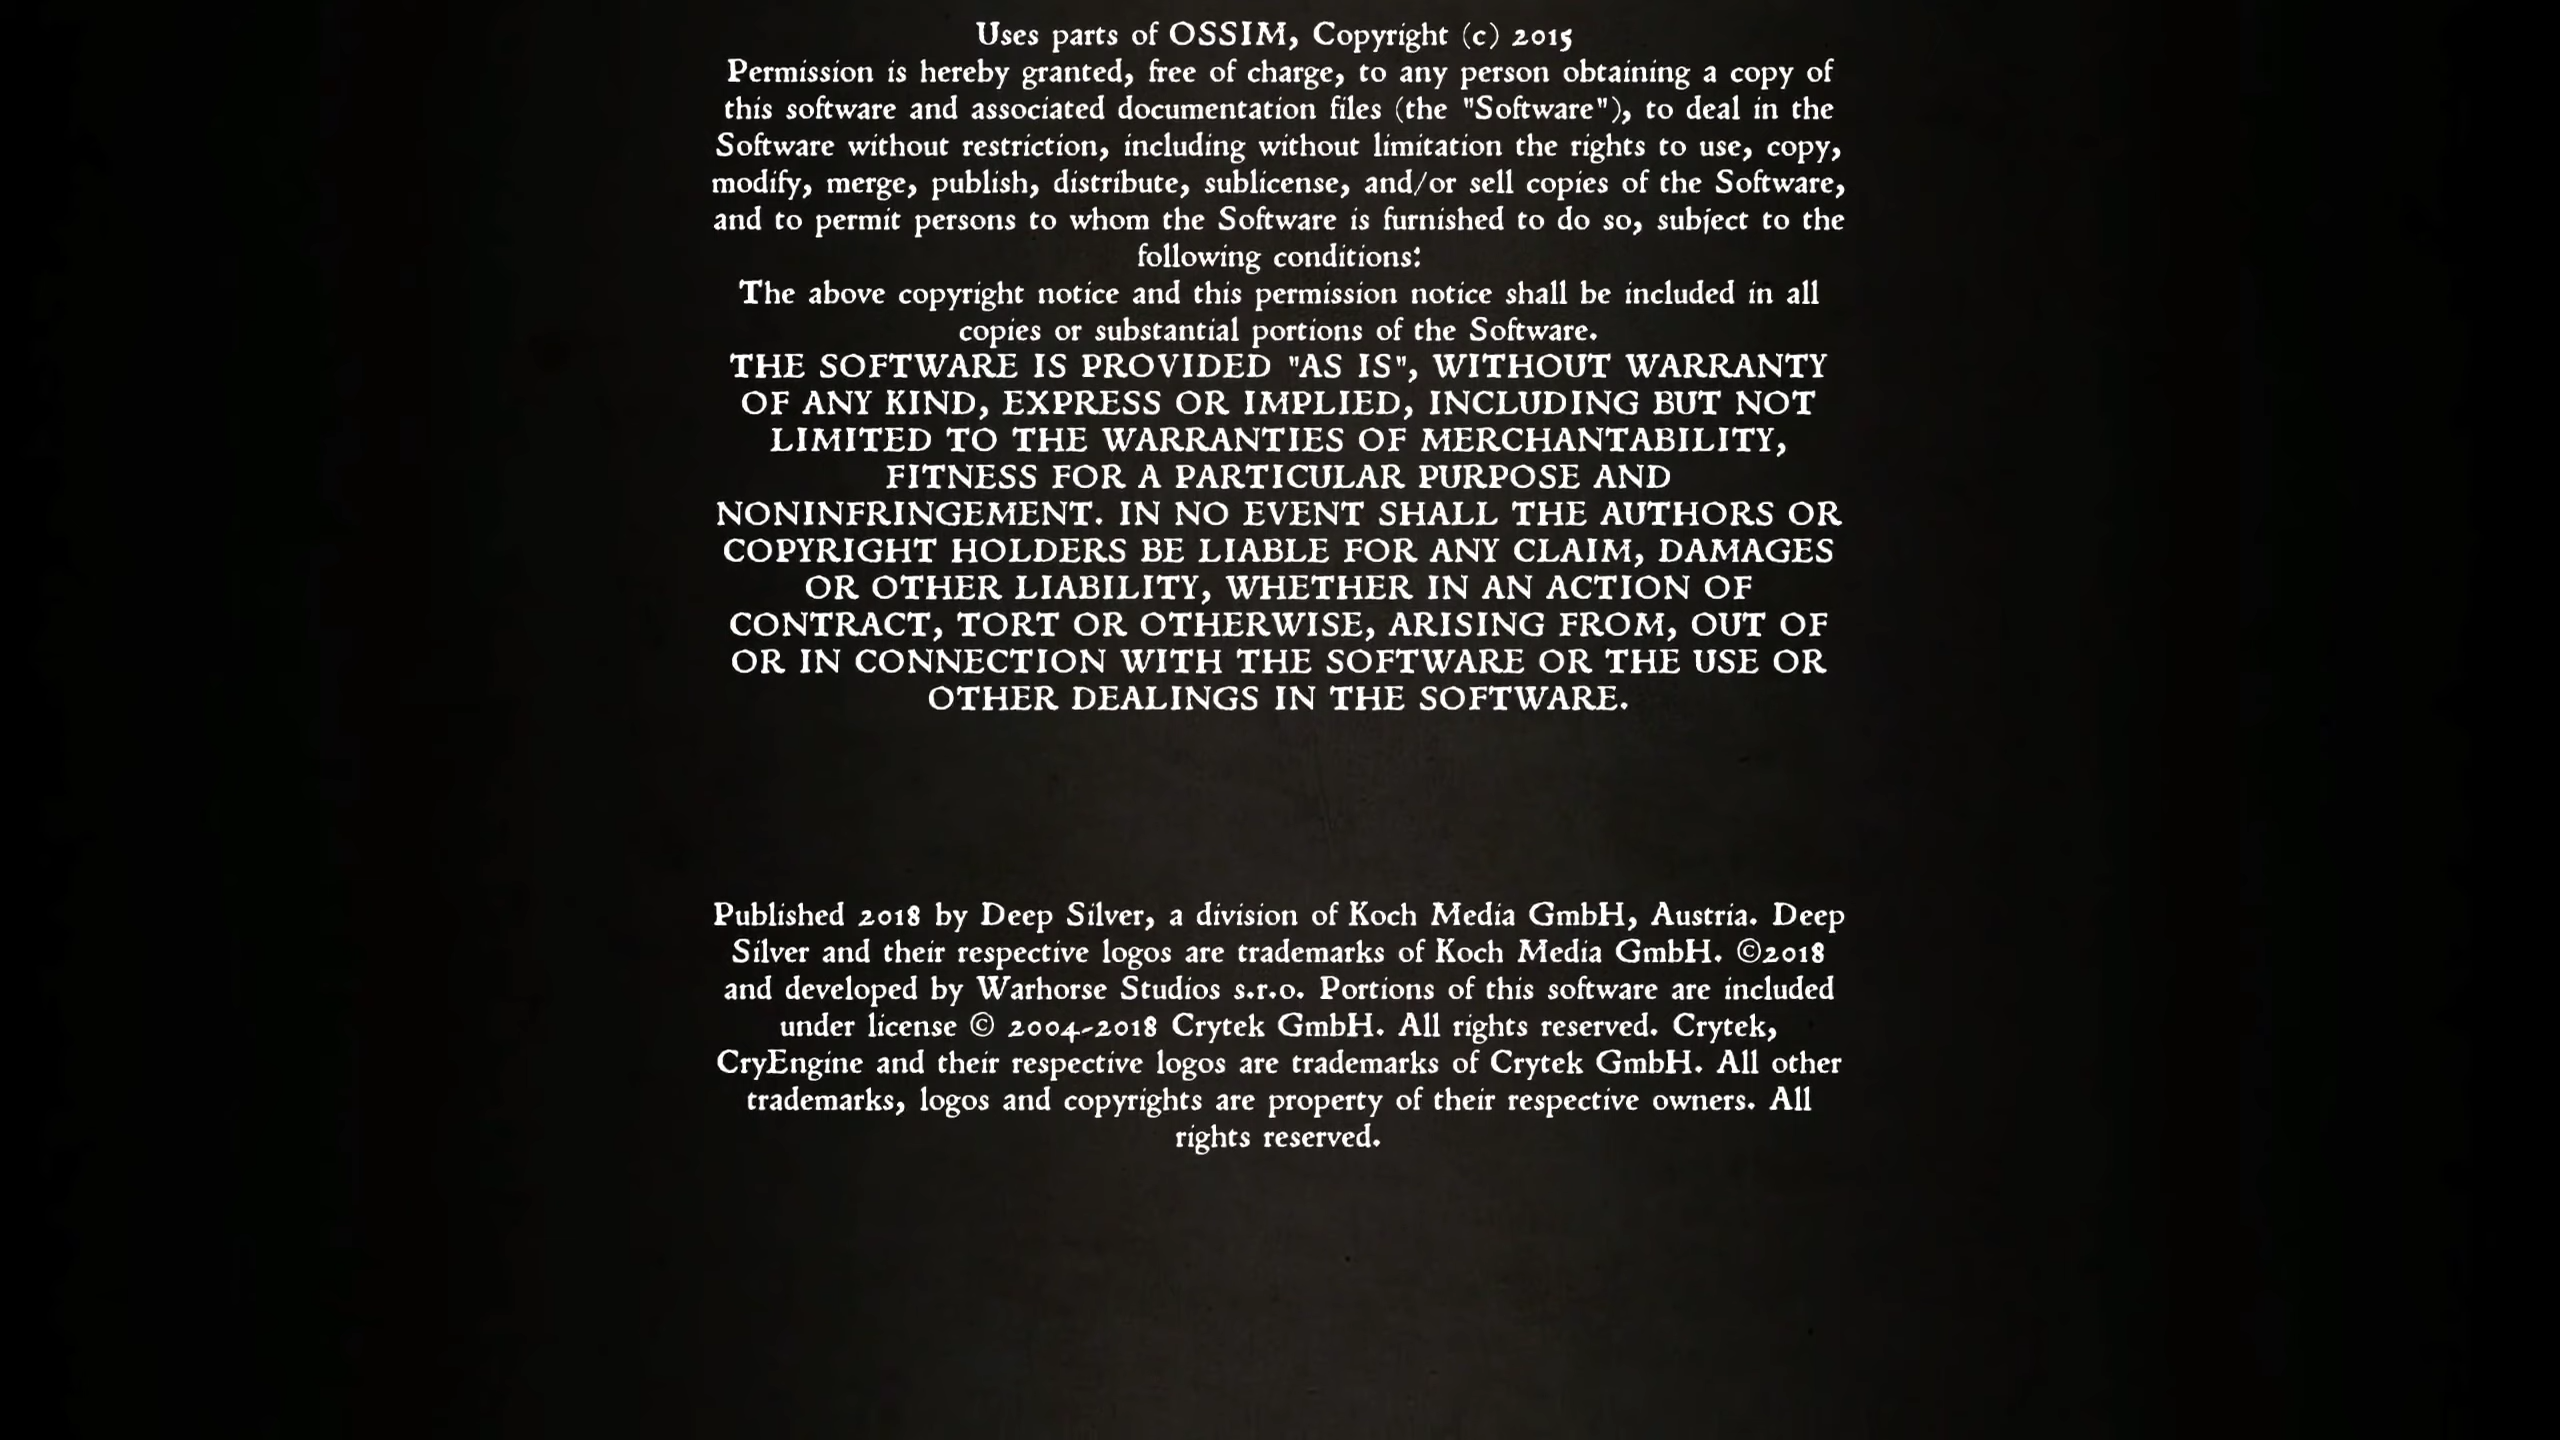 Uses parts of OSSIM, Copyright (c) 2015
Permission is hereby granted, free of charge, to any person obtaining a copy of
this software and associated documentation files (the "Software"), to deal in the
Software without restriction, including without limitation the rights to use, copy,
modify, merge, publish, distribute, sublicense, and/or sell copies of the Software,
and to permit persons to whom the Software is furnished to do so, subject to the
following conditions:
The above copyright notice and this permission notice shall be included in all
copies or substantial portions of the Software.
THE SOFTWARE IS PROVIDED "AS IS", WITHOUT WARRANTY
OF ANY KIND, EXPRESS OR IMPLIED, INCLUDING BUT NOT
LIMITED TO THE WARRANTIES OF MERCHANTABILITY,
FITNESS FOR A PARTICULAR PURPOSE AND
NONINFRINGEMENT. IN NO EVENT SHALL THE AUTHORS OR
COPYRIGHT HOLDERS BE LIABLE FOR ANY CLAIM, DAMAGES
OR OTHER LIABILITY, WHETHER IN AN ACTION OF
CONTRACT, TORT OR OTHERWISE, ARISING FROM, OUT OF
OR IN CONNECTION WITH THE SOFTWARE OR THE USE OR
OTHER DEALINGS IN THE SOFTWARE.
Published 2018 by Deep Silver, a division of Koch Media GmbH, Austria. Deep
Silver and their respective logos are trademarks of Koch Media GmbH. ©2018
and developed by Warhorse Studios s.r.o. Portions of this software are included
under license © 2004-2018 Crytek GmbH. All rights reserved. Crytek,
CryEngine and their respective logos are trademarks of Crytek GmbH. All other
trademarks, logos and copyrights are property of their respective owners. All
rights reserved.